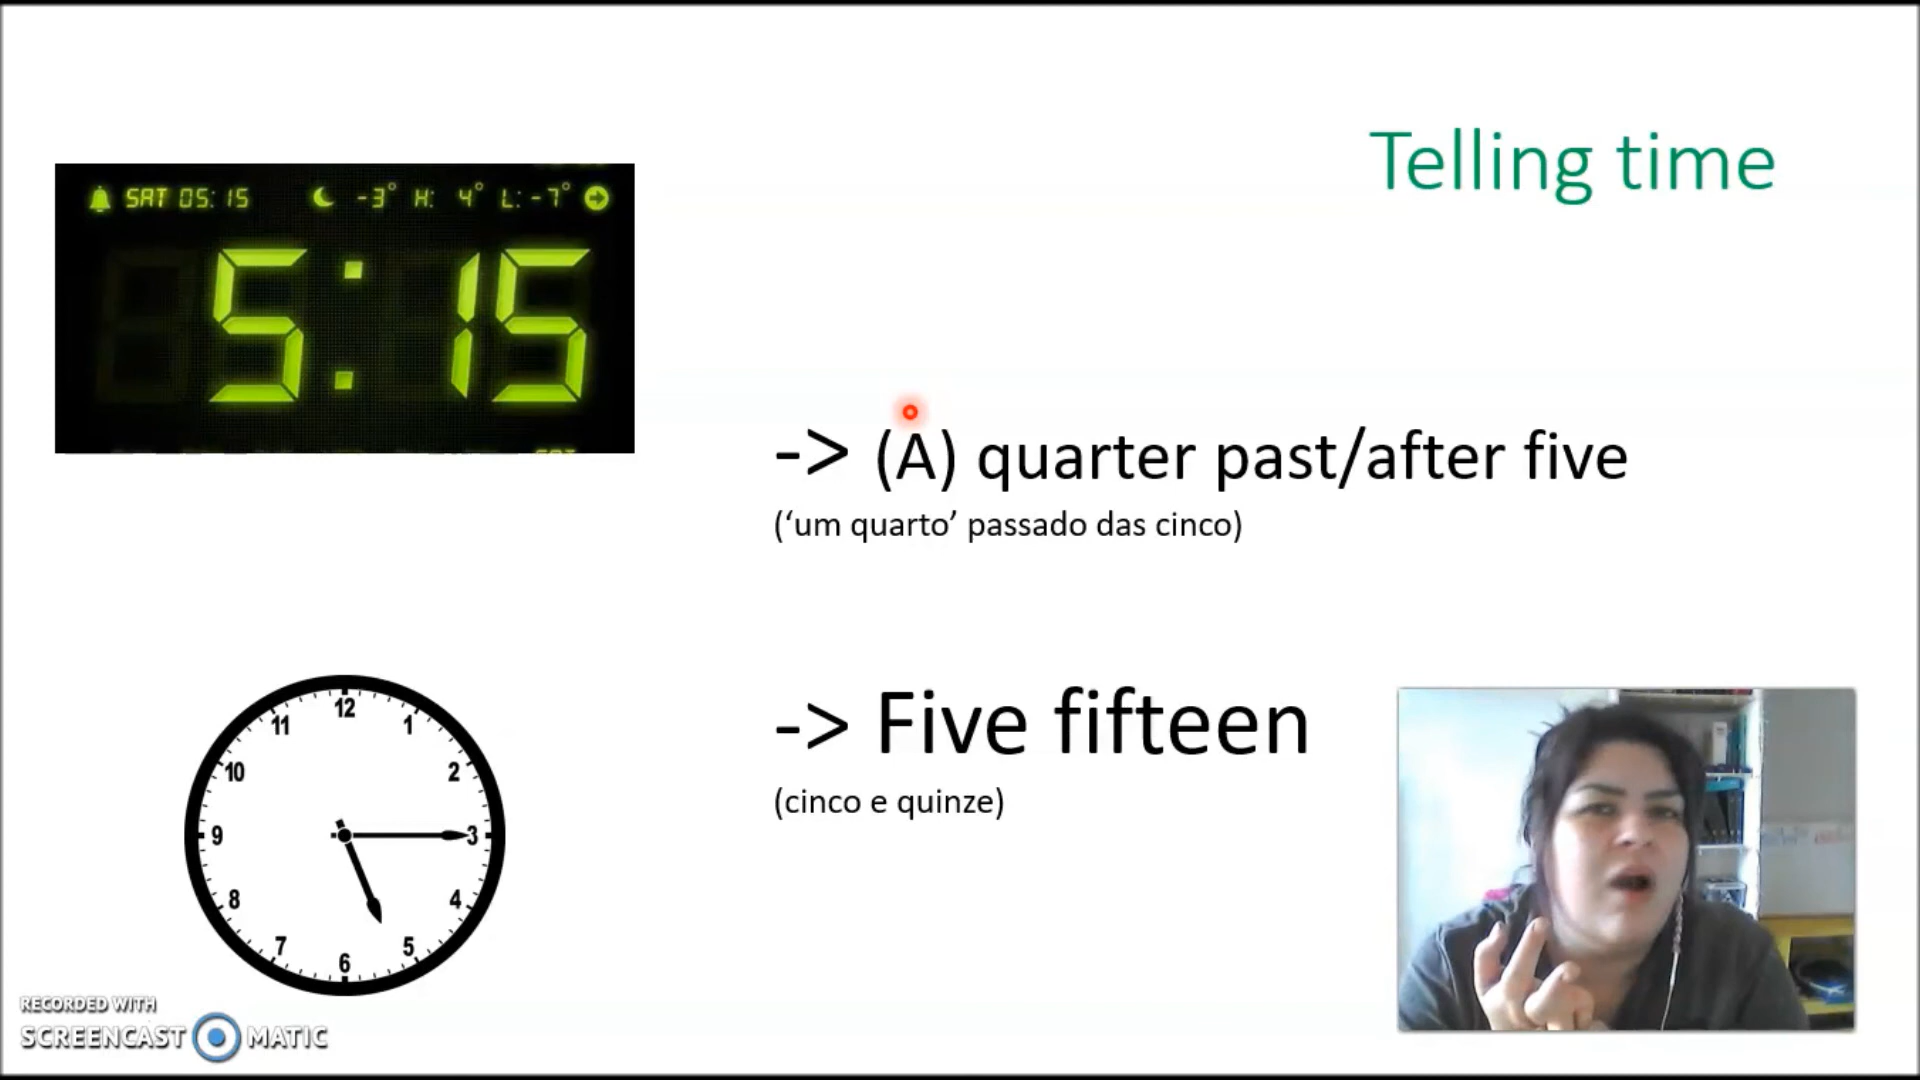 Telling time
SAT 05:15 -3° H: 4° L:-7°
5:15
-> (A) quarter past/after five
(‘um quarto’ passado das cinco)
-> Five fifteen
(cinco e quinze)
12
11 1
10 2
9 3
8 4
7 5
6
RECORDED WITH
SCREENCAST MATIC